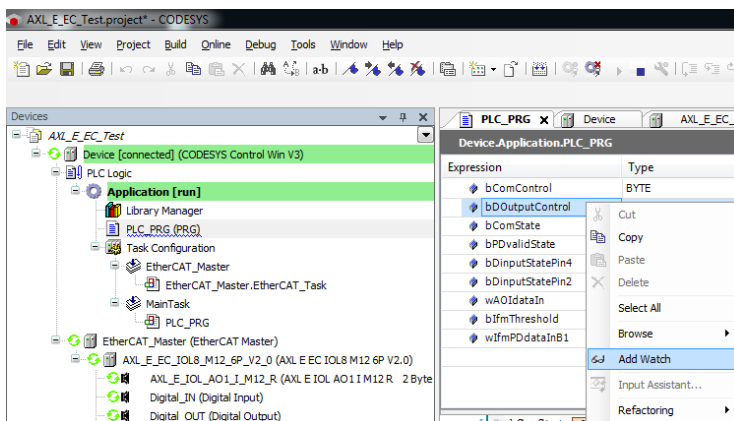 AXL_E_EC_Test.project* - CODESYS
File Edit View Project Build Online Debug Tools Window Help
Devices
AXL_E_EC_Test
Device [connected] (CODESYS Control Win V3)
PLC Logic
Application [run]
Library Manager
PLC_PRG (PRG)
Task Configuration
EtherCAT_Master
EtherCAT_Master.EtherCAT_Task
MainTask
PLC_PRG
EtherCAT_Master (EtherCAT Master)
AXL_E_EC_IOL8_M12_6P_V2_0 (AXL E EC IOL8 M12 6P V2.0)
AXL_E_IOL_AO1_I_M12_R (AXL E IOL AO1 I M12 R 2 Byte
Digital_IN (Digital Input)
Digital_OUT (Digital Output)
PLC_PRG Device AXL_E_EC_
Device.Application.PLC_PRG
Expression Type
bComControl BYTE
bDOutputControl
bComState
bPDvalidState
bDinputStatePin4
bDinputStatePin2
wAOIdataIn
bIfmThreshold
wIfmPDdataInB1
Cut
Copy
Paste
Delete
Select All
Browse
Add Watch
Input Assistant...
Refactoring